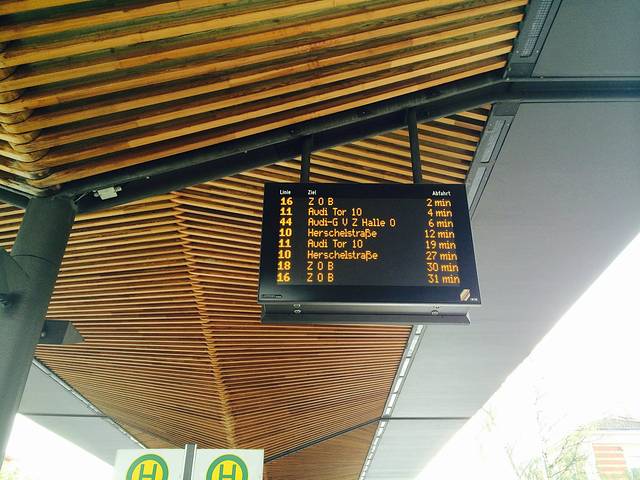 Linie Ziel Abfahrt
16 Z O B 2 min
11 Audi Tor 10 4 min
44 Audi-G V Z Halle O 6 min
10 Herschelstraße 12 min
11 Audi Tor 10 19 min
10 Herschelstraße 27 min
18 Z O B 30 min
16 Z O B 31 min
H H